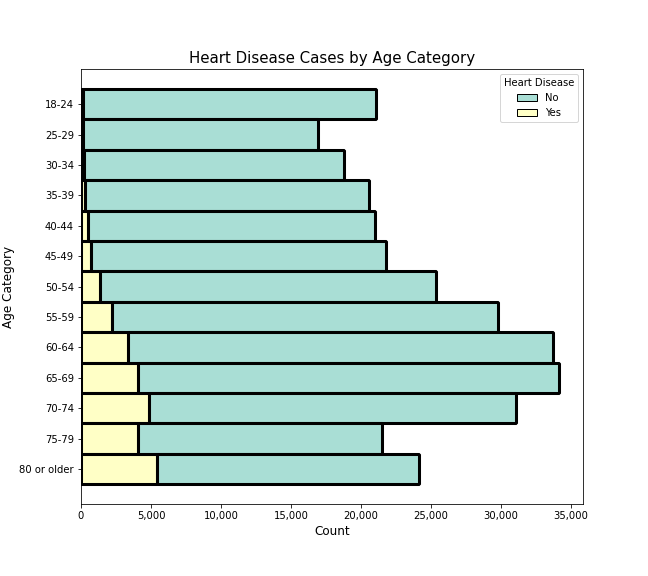 Heart Disease Cases by Age Category
Heart Disease
No
Yes
18-24
25-29
30-34
35-39
40-44
45-49
50-54
55-59
60-64
65-69
70-74
75-79
80 or older
Age Category
0 5,000 10,000 15,000 20,000 25,000 30,000 35,000
Count